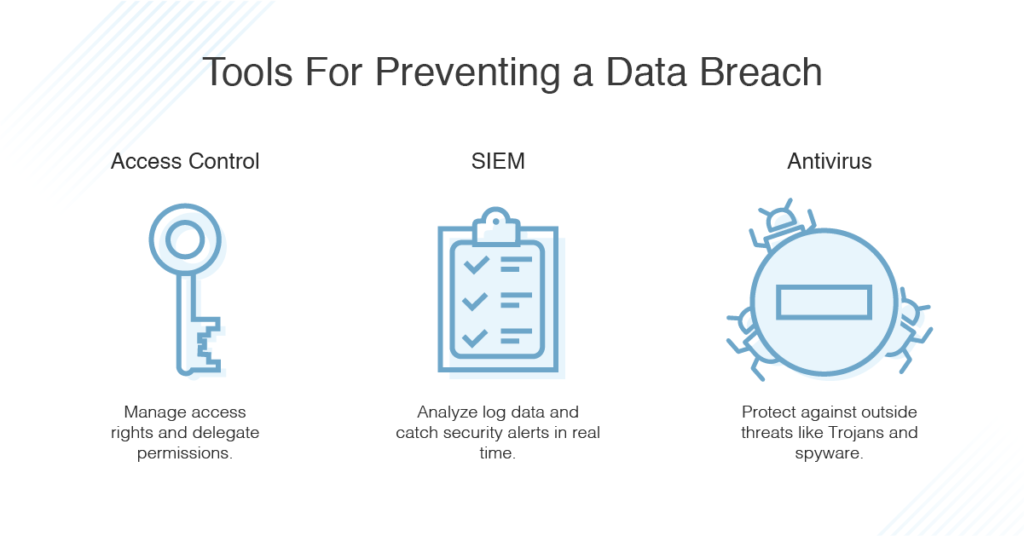 Tools For Preventing a Data Breach
Access Control
Manage access
rights and delegate
permissions.
SIEM
Analyze log data and
catch security alerts in real
time.
Antivirus
Protect against outside
threats like Trojans and
spyware.